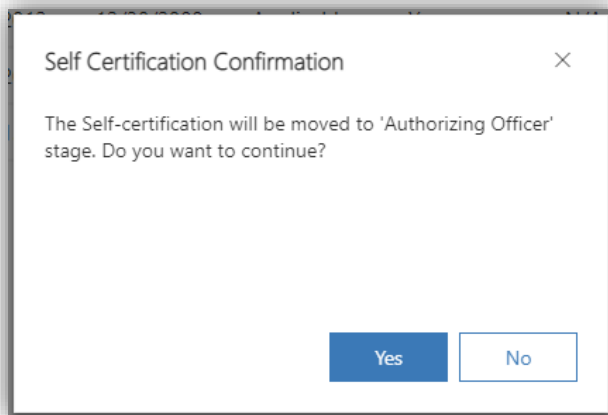 Self Certification Confirmation
The Self-certification will be moved to 'Authorizing Officer'
stage. Do you want to continue?
Yes No